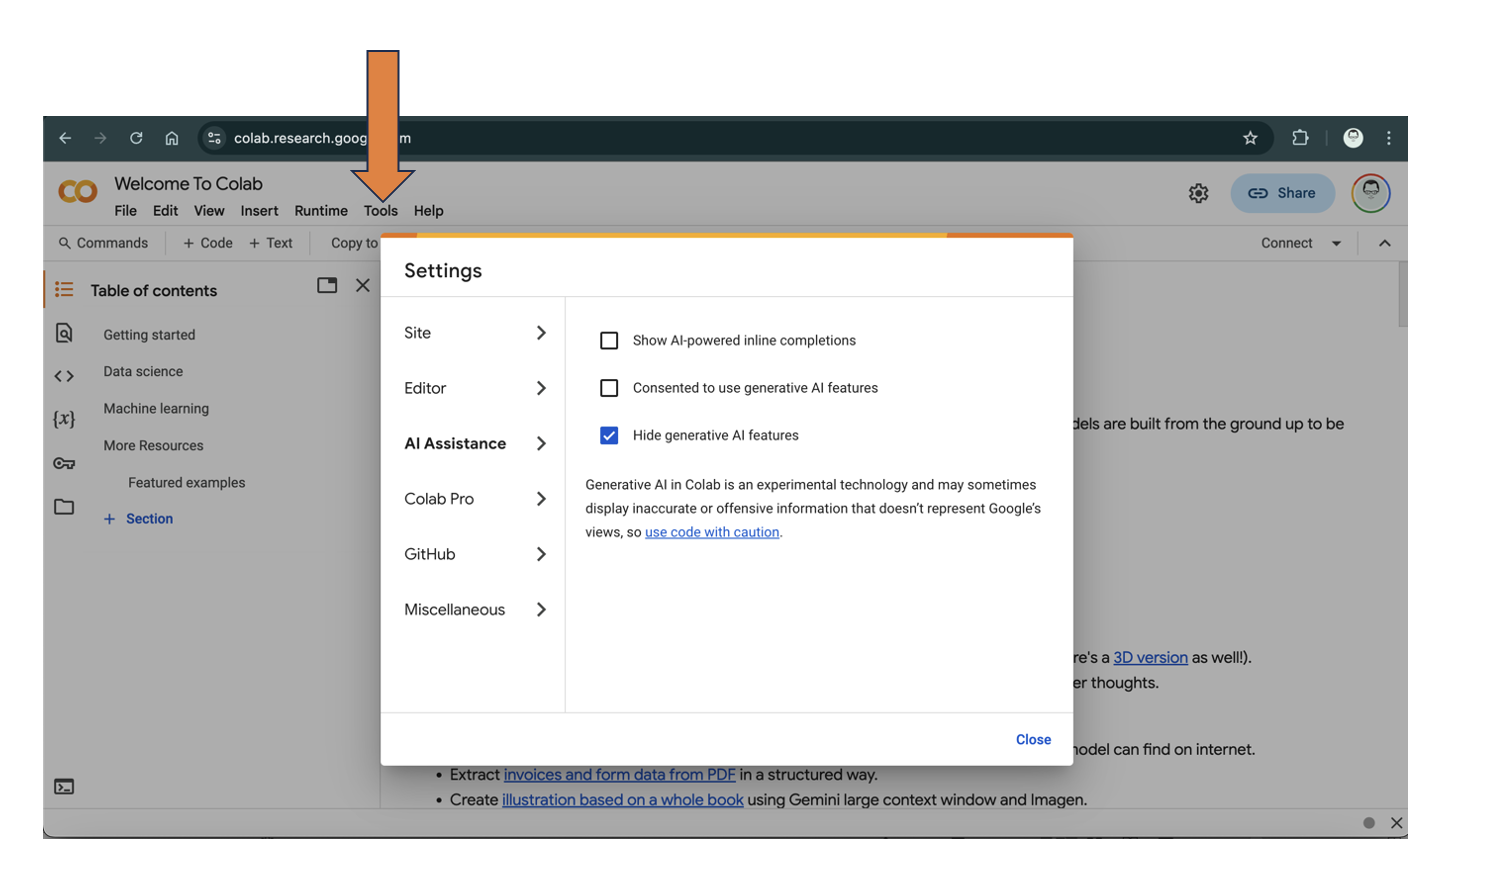 colab.research.goog m
Welcome To Colab
File Edit View Insert Runtime Tools Help
Share
Commands + Code + Text Copy to
Connect
Table of contents
Getting started
Data science
Machine learning
More Resources
Featured examples
+ Section
Settings
Site
Editor
AI Assistance
Colab Pro
GitHub
Miscellaneous
Show AI-powered inline completions
Consented to use generative AI features
Hide generative AI features
Generative AI in Colab is an experimental technology and may sometimes
display inaccurate or offensive information that doesn’t represent Google’s
views, so use code with caution.
Close
dels are built from the ground up to be
re's a 3D version as well!).
er thoughts.
nodel can find on internet.
• Extract invoices and form data from PDF in a structured way.
• Create illustration based on a whole book using Gemini large context window and Imagen.